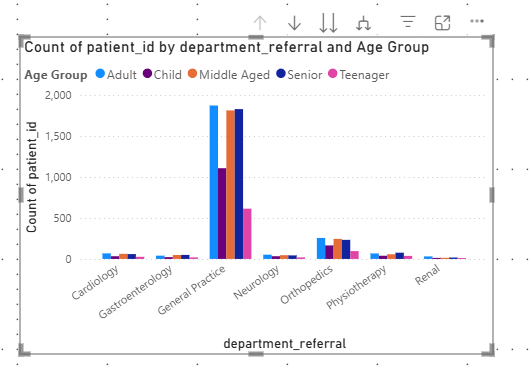 Count of patient_id by department_referral and Age Group
Age Group Adult Child Middle Aged Senior Teenager
Count of patient_id
2,000
1,500
1,000
500
0
Cardiology
Gastroenterology
General Practice
Neurology
Orthopedics
Physiotherapy
Renal
department_referral